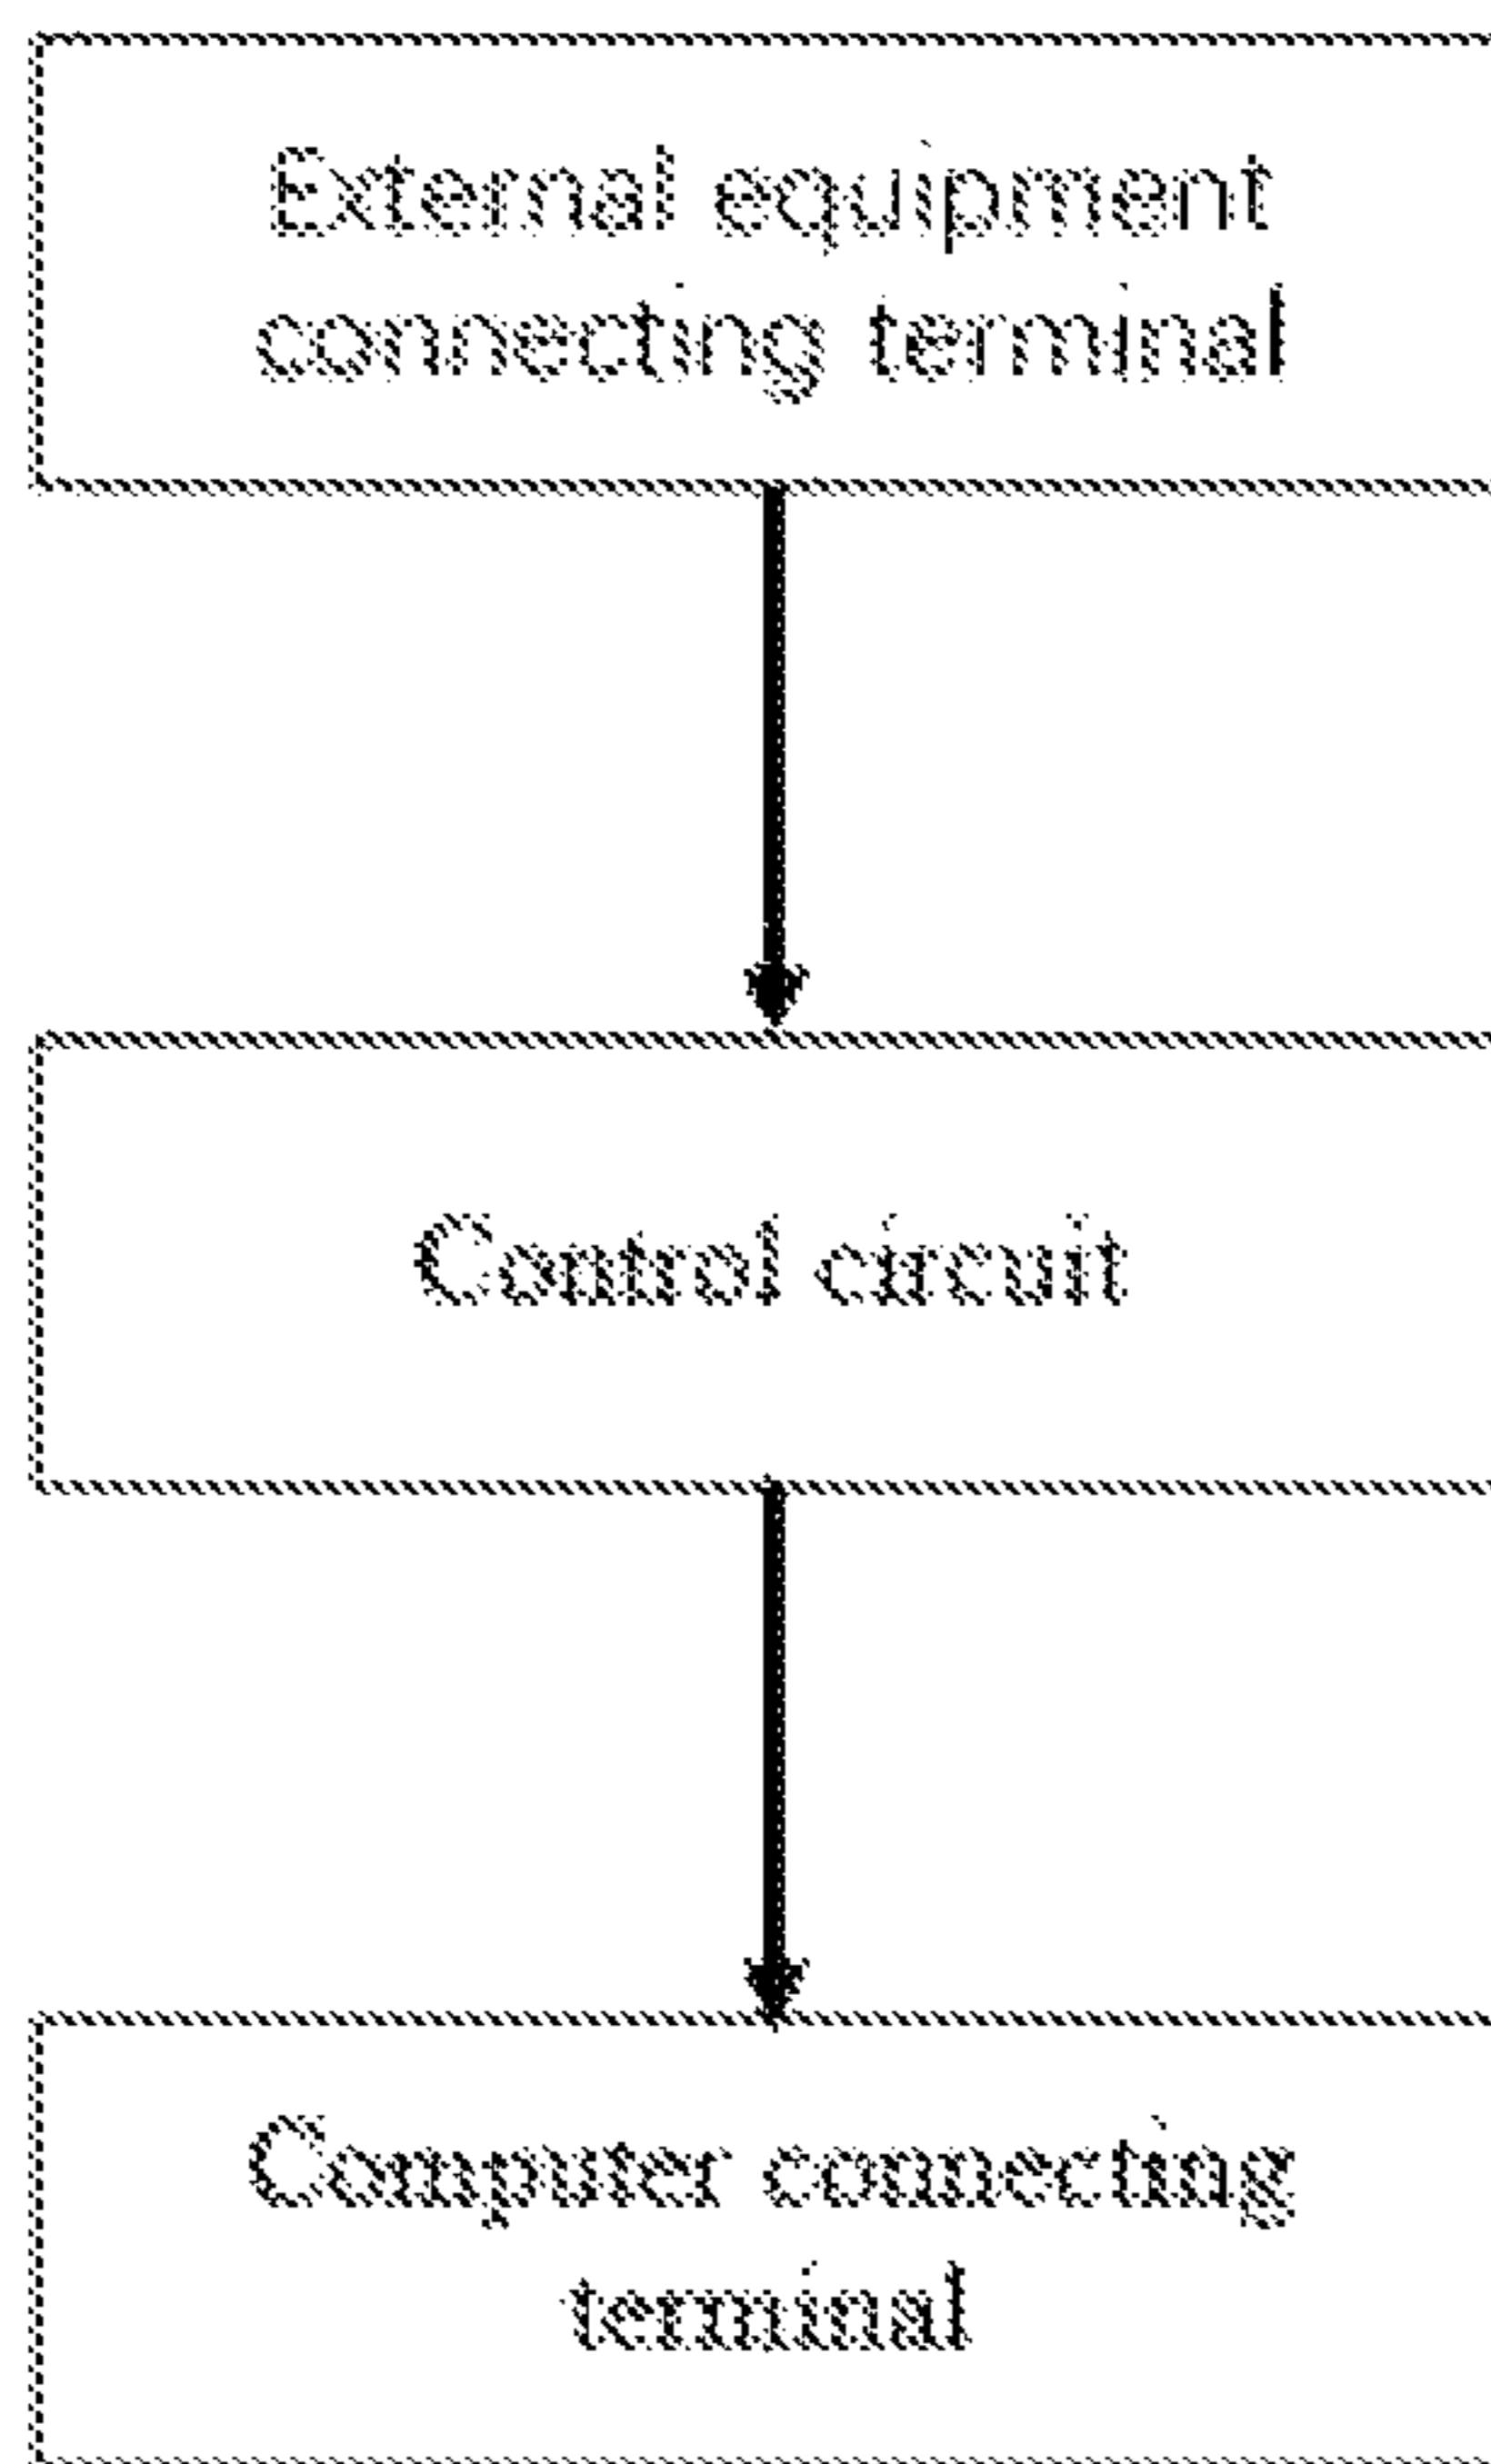 External equipment
connecting terminal
Control circuit
Computer connecting
terminal